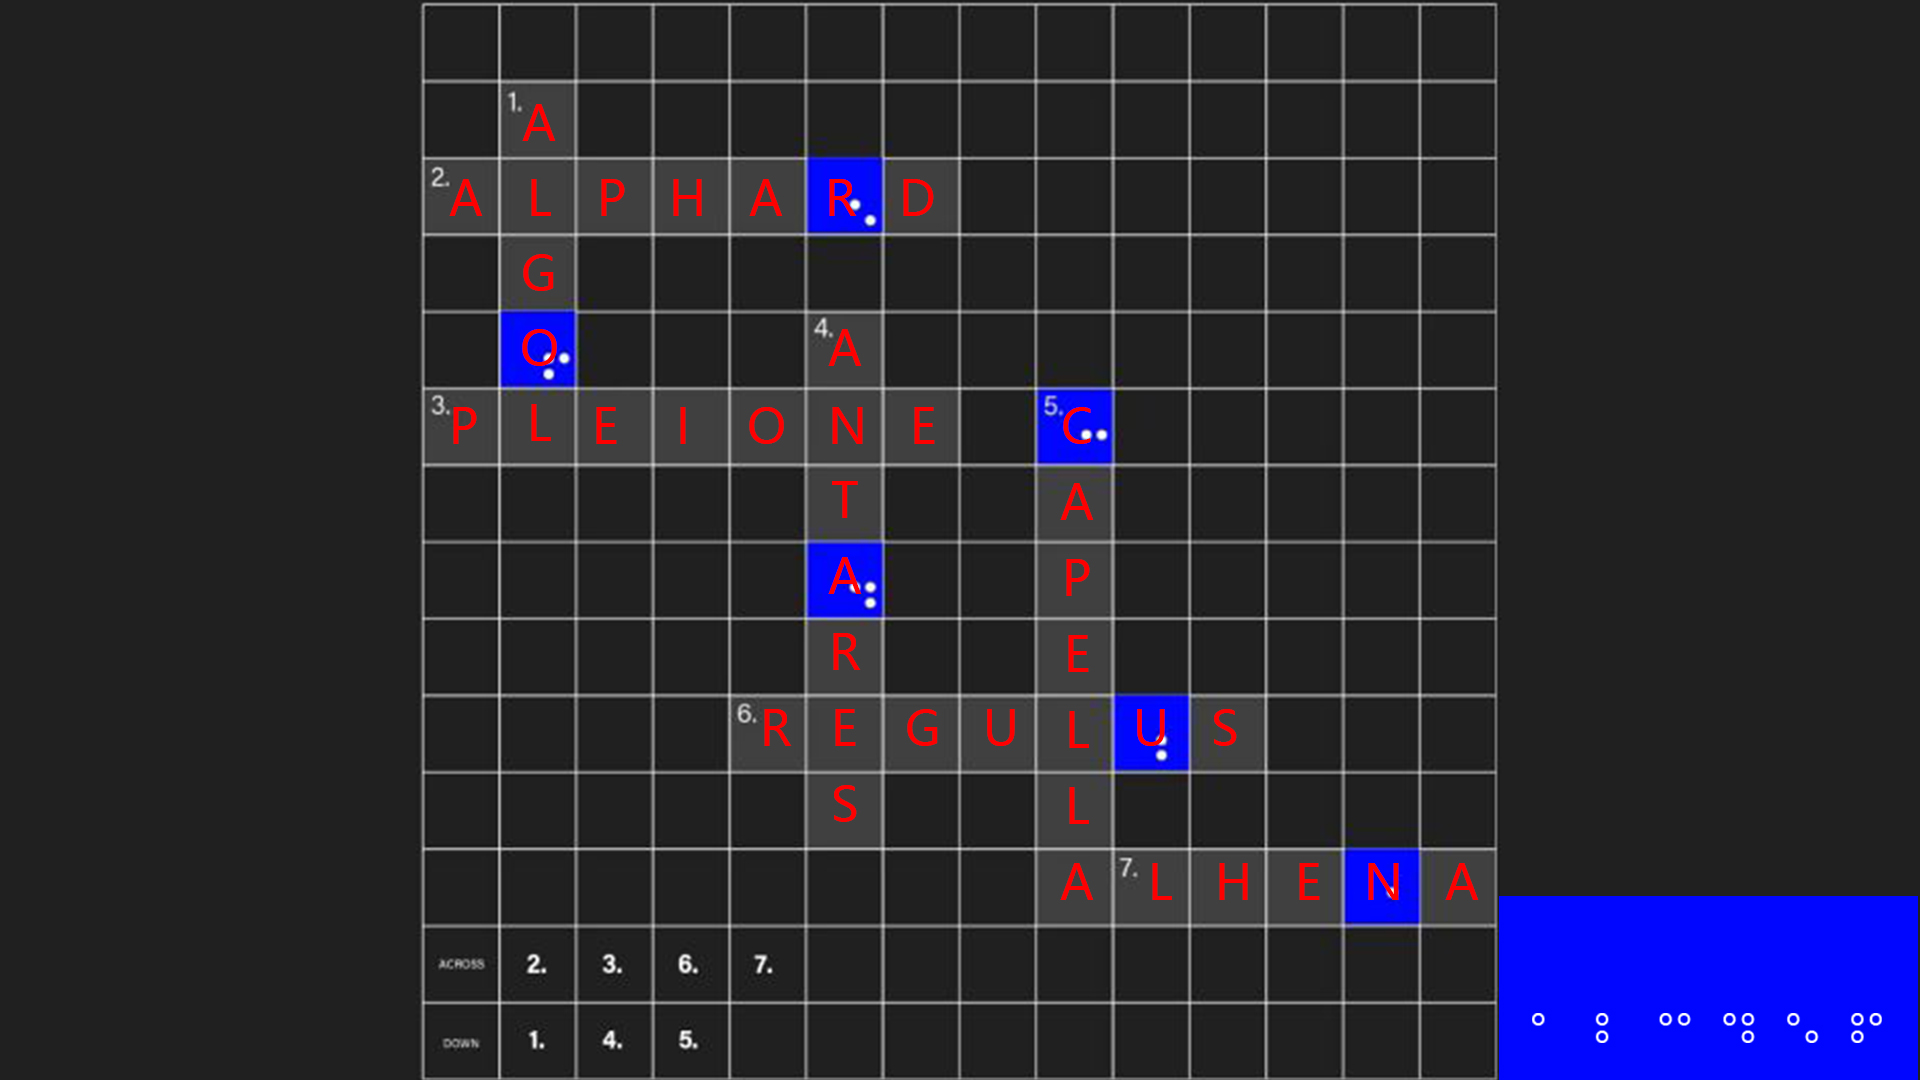 1. A
2. A L P H A R D
G
O 4. A
3. P L E I O N E 5. C
T A
A P
R E
6. R E G U L U S
S L
A 7. L H E N A
ACROSS 2. 3. 6. 7.
DOWN 1. 4. 5.